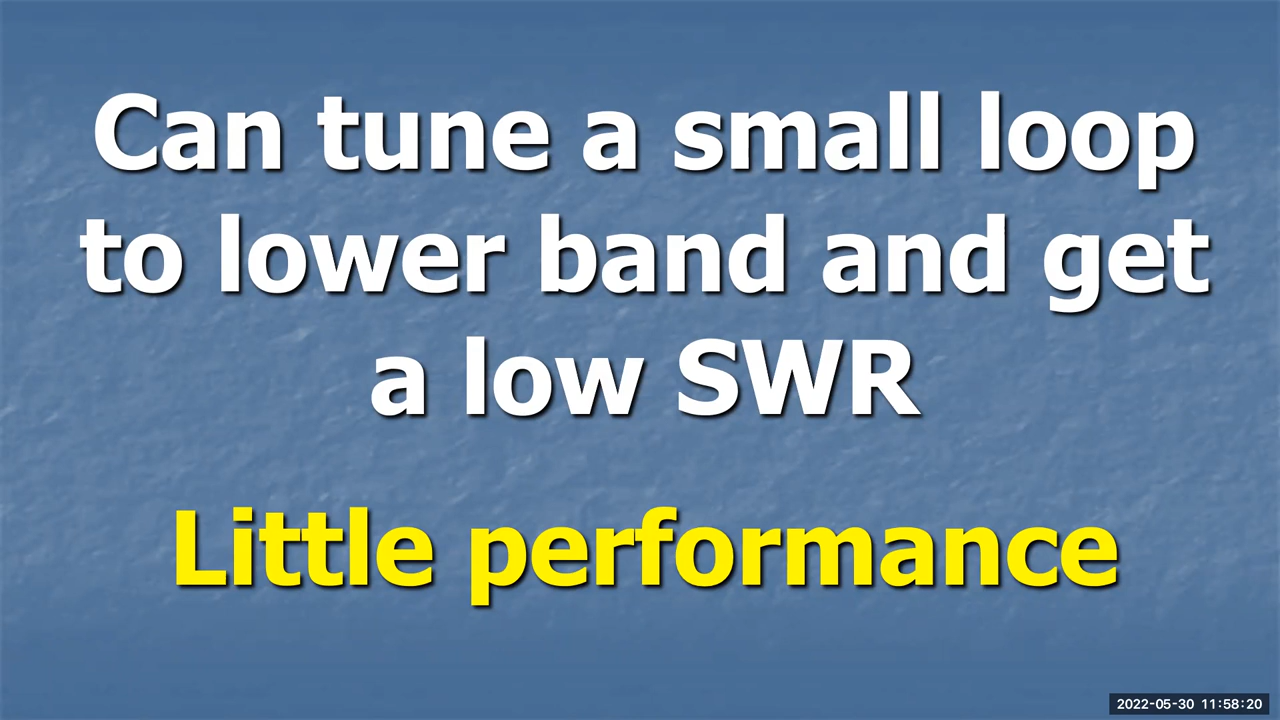 Can tune a small loop
to lower band and get
a low SWR
Little performance
2022-05-30 11:58:20